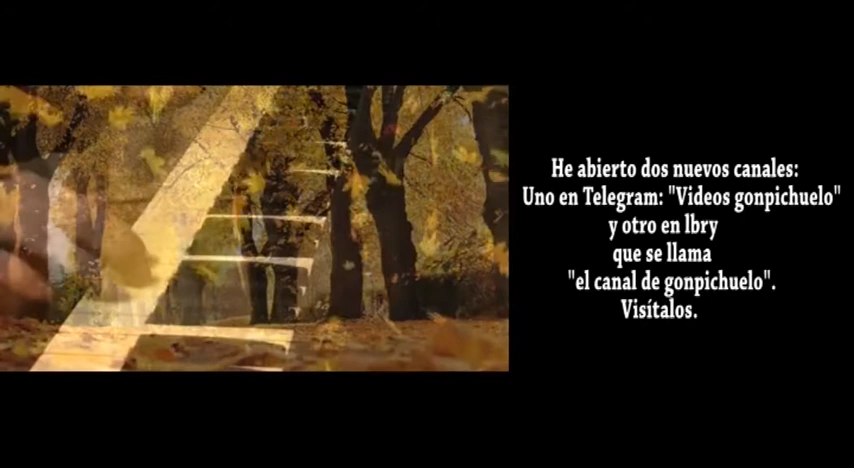 He abierto dos nuevos canales:
Uno en Telegram: "Videos gonpichuelo"
y otro en lbry
que se llama
"el canal de gonpichuelo".
Visítalos.